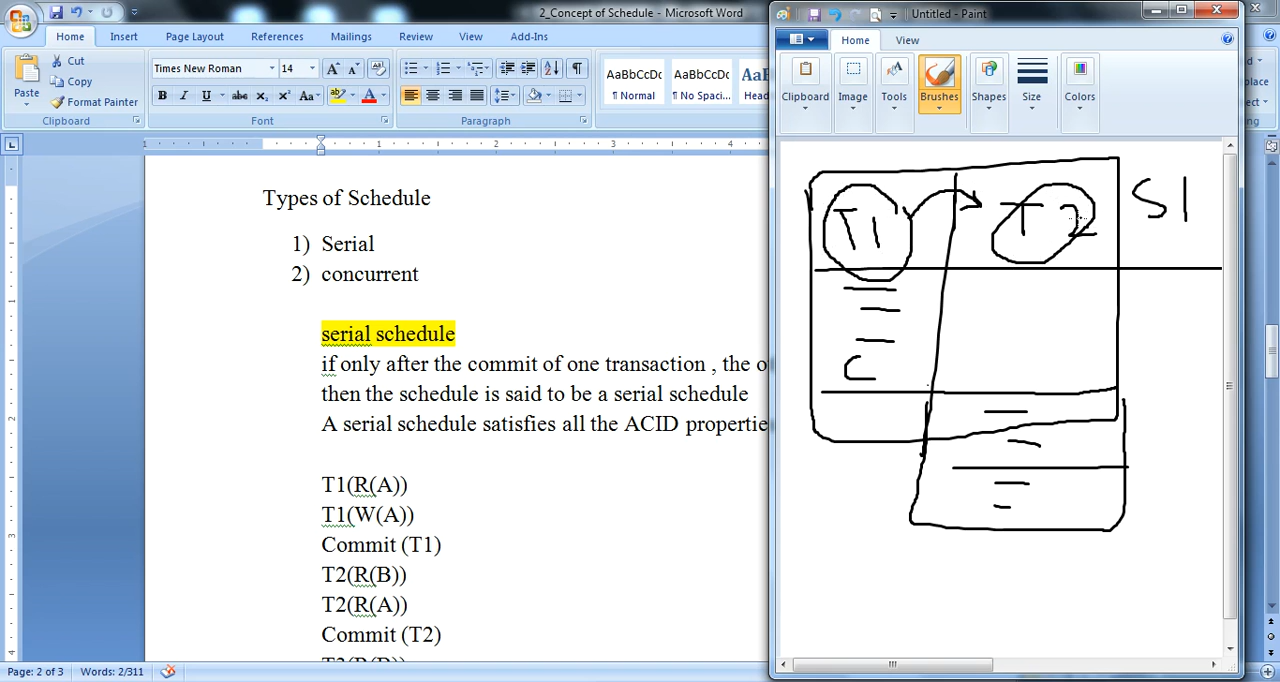 2_Concept of Schedule - Microsoft Word
Home Insert Page Layout References Mailings Review View Add-Ins
Paste
Cut
Copy
Format Painter
Clipboard
Times New Roman 14
Font
Paragraph
AaBbCcDc AaBbCcDc AaBb
¶ Normal ¶ No Spaci... Head
Types of Schedule
1) Serial
2) concurrent
serial schedule
if only after the commit of one transaction , the o
then the schedule is said to be a serial schedule
A serial schedule satisfies all the ACID propertie
T1(R(A))
T1(W(A))
Commit (T1)
T2(R(B))
T2(R(A))
Commit (T2)
Page: 2 of 3 Words: 2/311
Untitled - Paint
Home View
Clipboard Image Tools Brushes Shapes Size Colors
T1 T2 S1
C